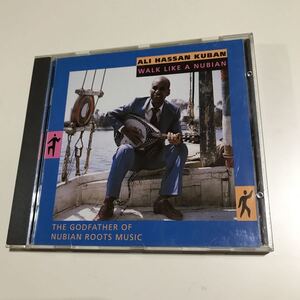 ALI HASSAN KUBAN
WALK LIKE A NUBIAN
THE GODFATHER OF
NUBIAN ROOTS MUSIC